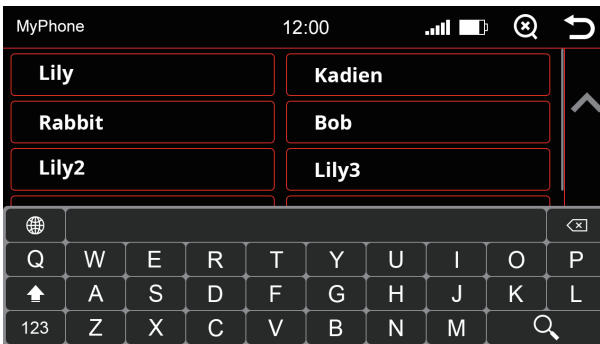 MyPhone 12:00
Lily Kadien
Rabbit Bob
Lily2 Lily3
Q W E R T Y U I O P
A S D F G H J K L
123 Z X C V B N M